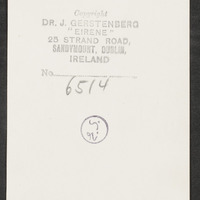 Copyright
DR. J. GERSTENBERG
"EIRENE"
25 STRAND ROAD,
SANDYMOUNT, DUBLIN.
IRELAND
No. 6514